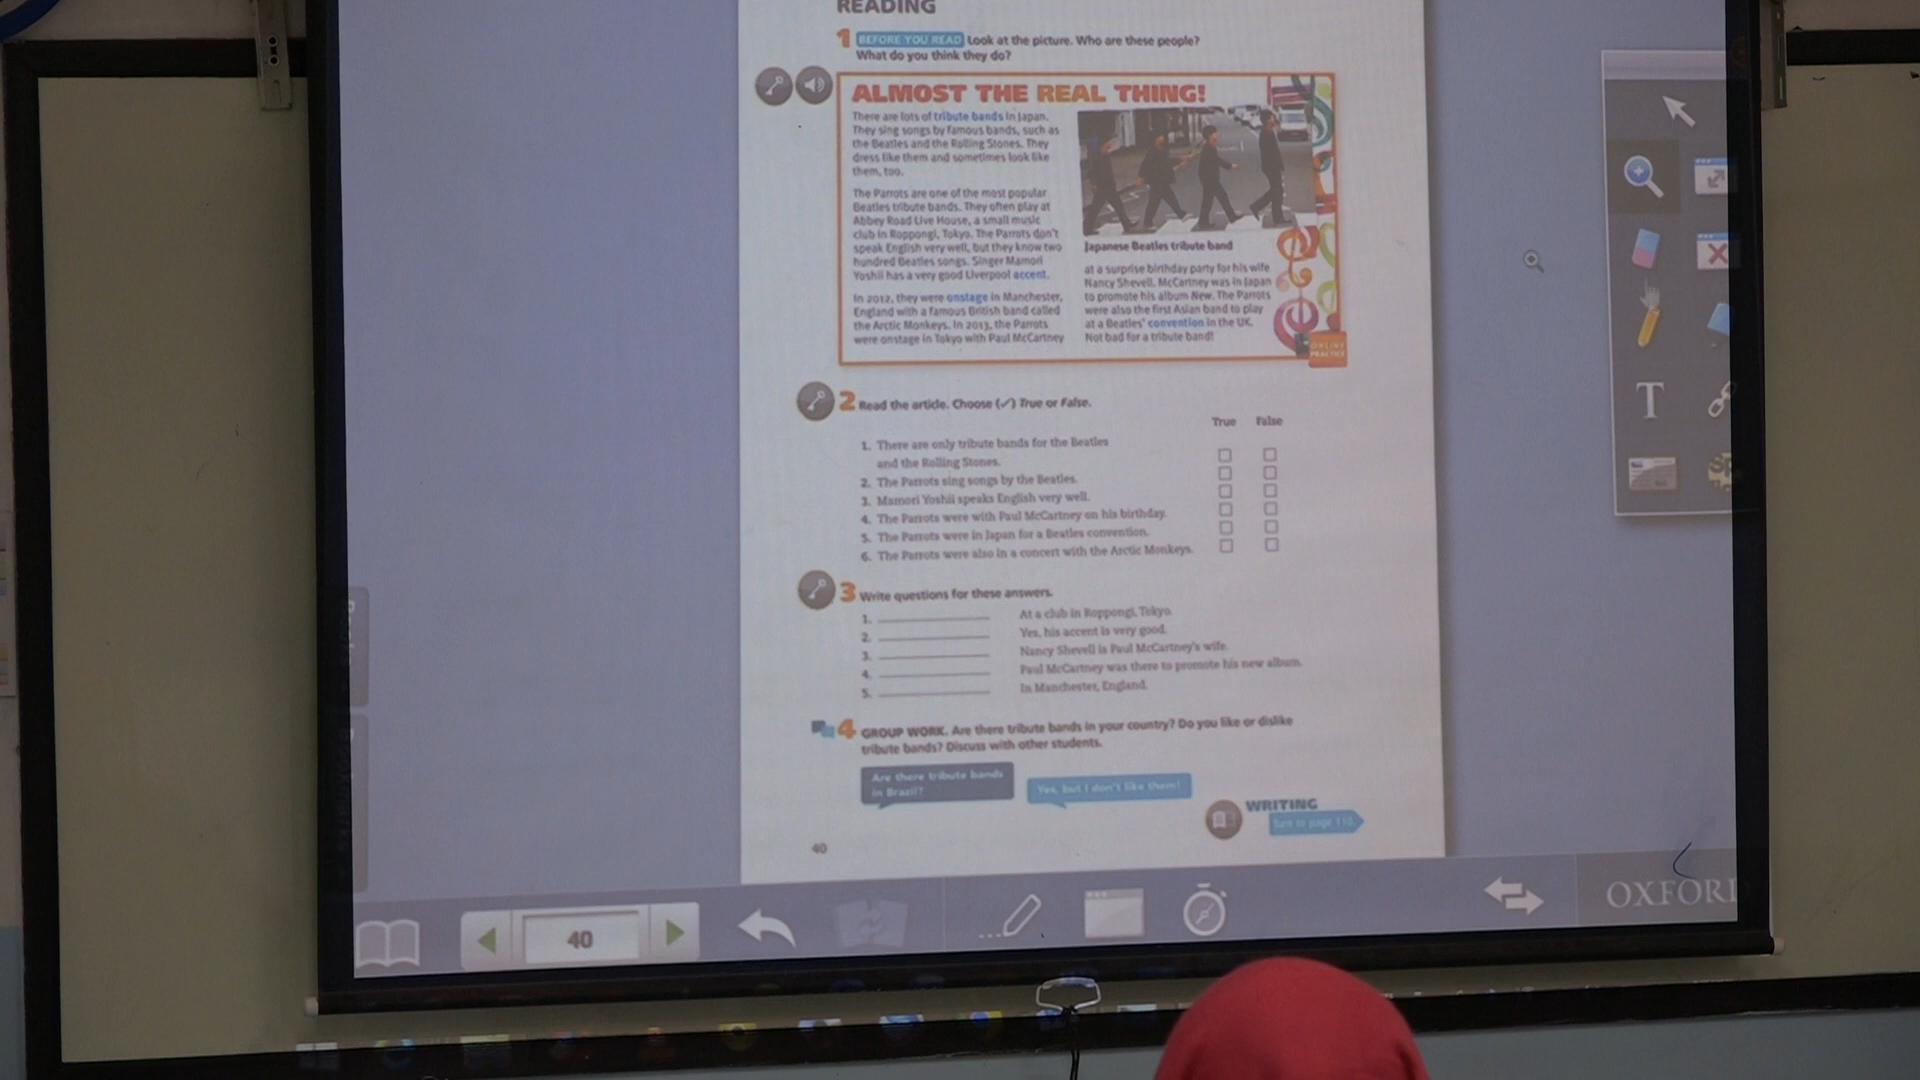 READING
1 BEFORE YOU READ Look at the picture. Who are these people?
What do you think they do?
ALMOST THE REAL THING!
There are lots of tribute bands in Japan.
They sing songs by famous bands, such as
the Beatles and the Rolling Stones. They
dress like them and sometimes look like
them, too.
The Parrots are one of the most popular
Beatles tribute bands. They often play at
Abbey Road Live House, a small music
club in Roppongi, Tokyo. The Parrots don't
speak English very well, but they know two
hundred Beatles songs. Singer Mamori
Yoshii has a very good Liverpool accent.
In 2012, they were onstage in Manchester,
England with a famous British band called
the Arctic Monkeys. In 2013, the Parrots
were onstage in Tokyo with Paul McCartney
Japanese Beatles tribute band
at a surprise birthday party for his wife
Nancy Shevell. McCartney was in Japan
to promote his album New. The Parrots
were also the first Asian band to play
at a Beatles' convention in the UK.
Not bad for a tribute band!
ONLINE
PRACTICE
2 Read the article. Choose (✓) True or False.
True False
1. There are only tribute bands for the Beatles
and the Rolling Stones.
2. The Parrots sing songs by the Beatles.
3. Mamori Yoshii speaks English very well.
4. The Parrots were with Paul McCartney on his birthday.
5. The Parrots were in Japan for a Beatles convention.
6. The Parrots were also in a concert with the Arctic Monkeys.
3 Write questions for these answers.
1. At a club in Roppongi, Tokyo.
2. Yes, his accent is very good.
3. Nancy Shevell is Paul McCartney's wife.
4. Paul McCartney was there to promote his new album.
5. In Manchester, England.
4 GROUP WORK. Are there tribute bands in your country? Do you like or dislike
tribute bands? Discuss with other students.
Are there tribute bands
in Brazil?
Yes, but I don't like them!
WRITING
Turn to page 110.
40
T
40
OXFORD